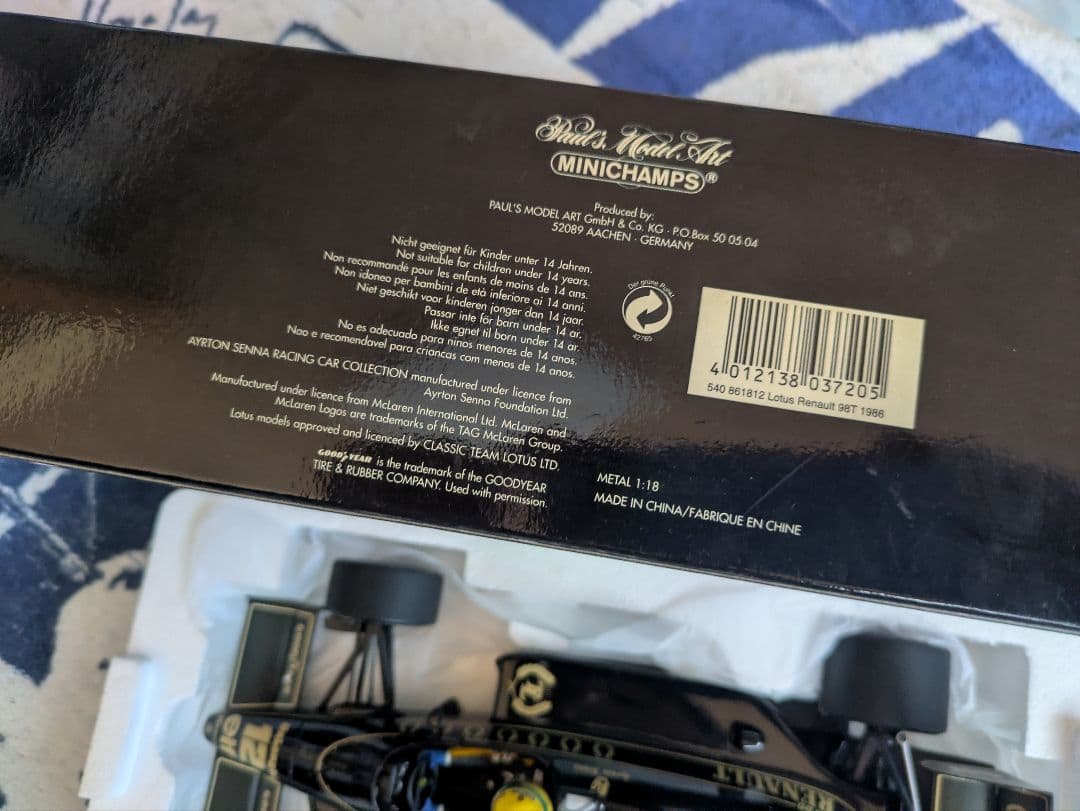 Paul's Model Art
MINICHAMPS®
Produced by:
PAUL'S MODEL ART GmbH & Co. KG · P.O.Box 50 05 04
52089 AACHEN · GERMANY
Nicht geeignet für Kinder unter 14 Jahren.
Not suitable for children under 14 years.
Non recommandé pour les enfants de moins de 14 ans.
Non idoneo per bambini de età inferiore ai 14 anni.
Niet geschikt voor kinderen jonger dan 14 jaar.
Passar inte för barn under 14 ar.
Ikke egnet til born under 14 ar.
No es adecuado para ninos menores de 14 anos.
Nao e recomendavel para criancas com menos de 14 anos.
AYRTON SENNA RACING CAR COLLECTION manufactured under licence from
Ayrton Senna Foundation Ltd.
Manufactured under licence from McLaren International Ltd. McLaren and
McLaren Logos are trademarks of the TAG McLaren Group.
Lotus models approved and licenced by CLASSIC TEAM LOTUS LTD.
GOODYEAR is the trademark of the GOODYEAR
TIRE & RUBBER COMPANY. Used with permission.
Der grüne Punkt
42765
4 012138 037205
540 861812 Lotus Renault 98T 1986
METAL 1:18
MADE IN CHINA/FABRIQUE EN CHINE
12
elf
RENAULT